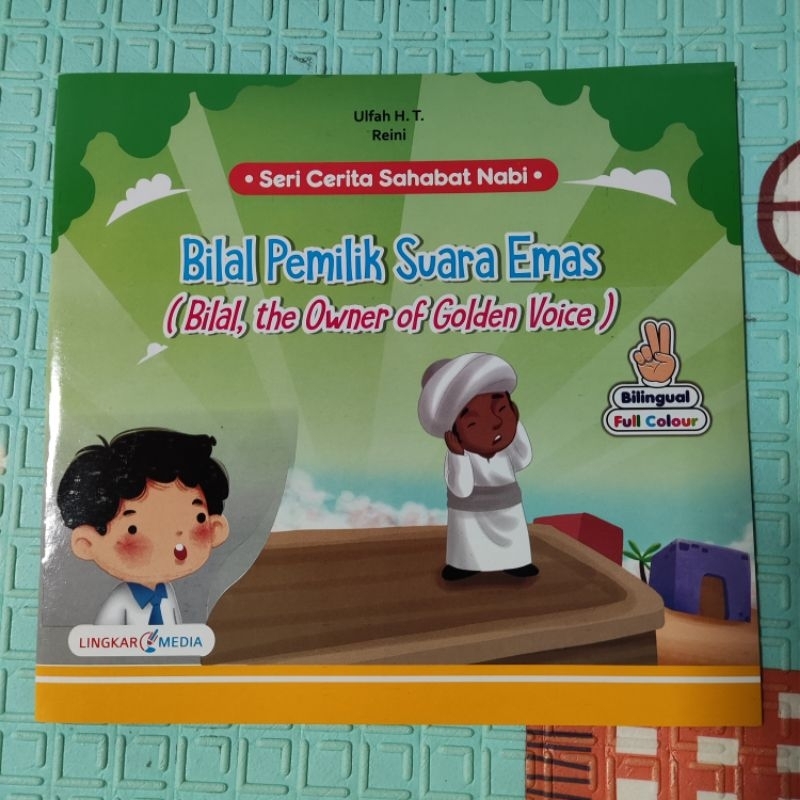 Ulfah H. T.
Reini
• Seri Cerita Sahabat Nabi •
Bilal Pemilik Suara Emas
(Bilal, the Owner of Golden Voice)
Bilingual
Full Colour
LINGKAR MEDIA